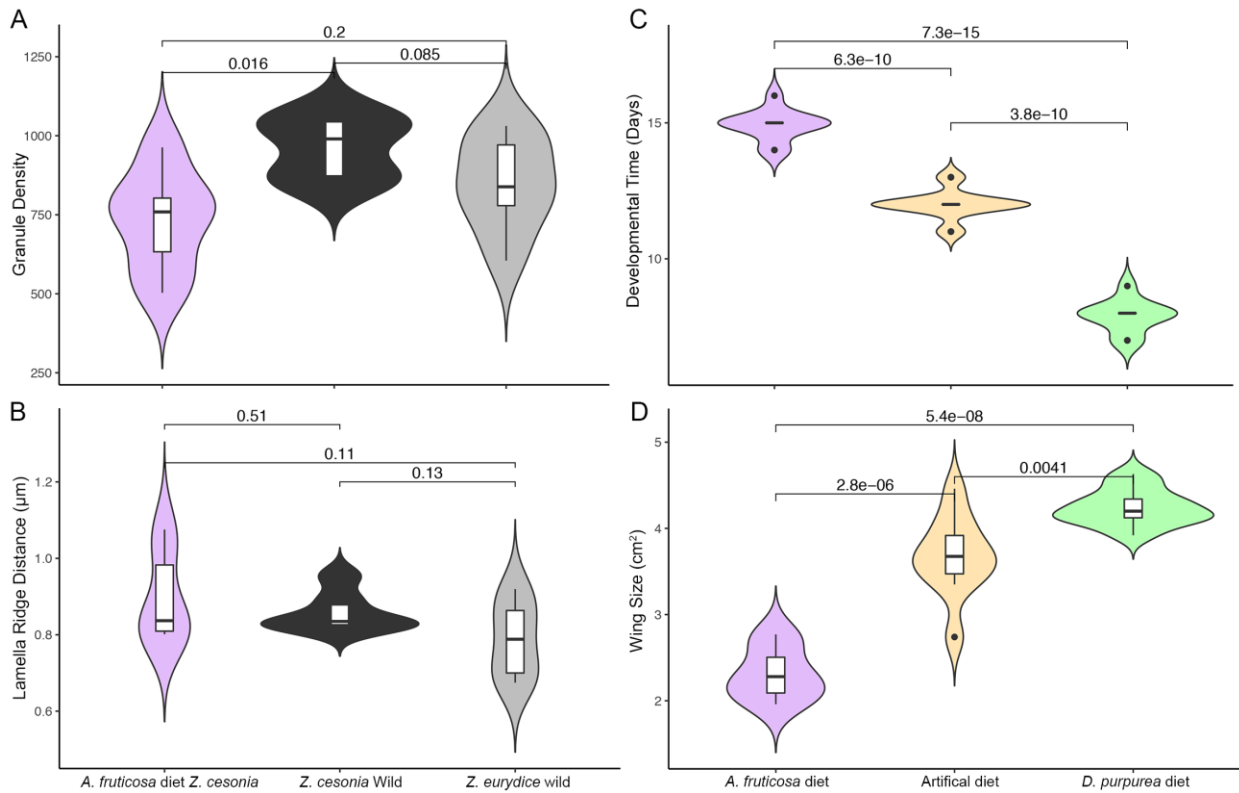 A
Granule Density
1250
1000
750
500
250
0.2
0.016
0.085
B
Lamella Ridge Distance (μm)
1.2
1.0
0.8
0.6
0.51
0.11
0.13
A. fruticosa diet Z. cesonia
Z. cesonia Wild
Z. eurydice wild
C
Developmental Time (Days)
15
10
7.3e−15
6.3e−10
3.8e−10
D
Wing Size (cm²)
5
4
3
2
5.4e−08
0.0041
2.8e−06
A. fruticosa diet
Artifical diet
D. purpurea diet